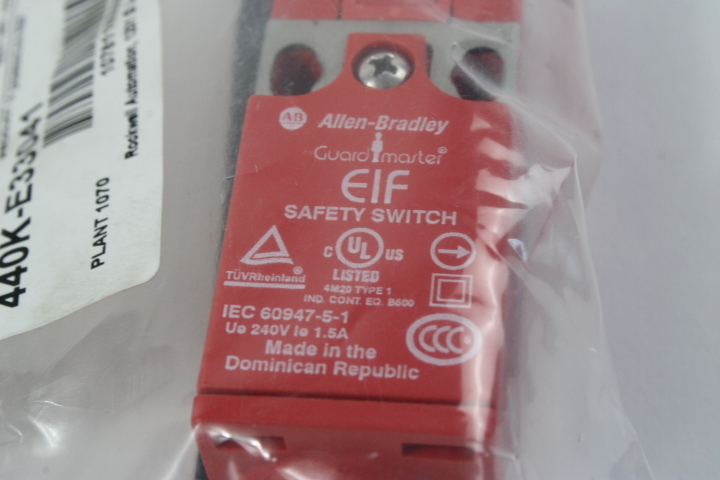 440K-E33041
PLANT 1070
Rockwell Automation, 1201 S
AB Allen-Bradley
Guardmaster®
ElF
SAFETY SWITCH
TÜVRheinland
C UL US
LISTED
4M20 TYPE 1
IND. CONT. EQ. B600
IEC 60947-5-1
Ue 240V Ie 1.5A
CCC
Made in the
Dominican Republic